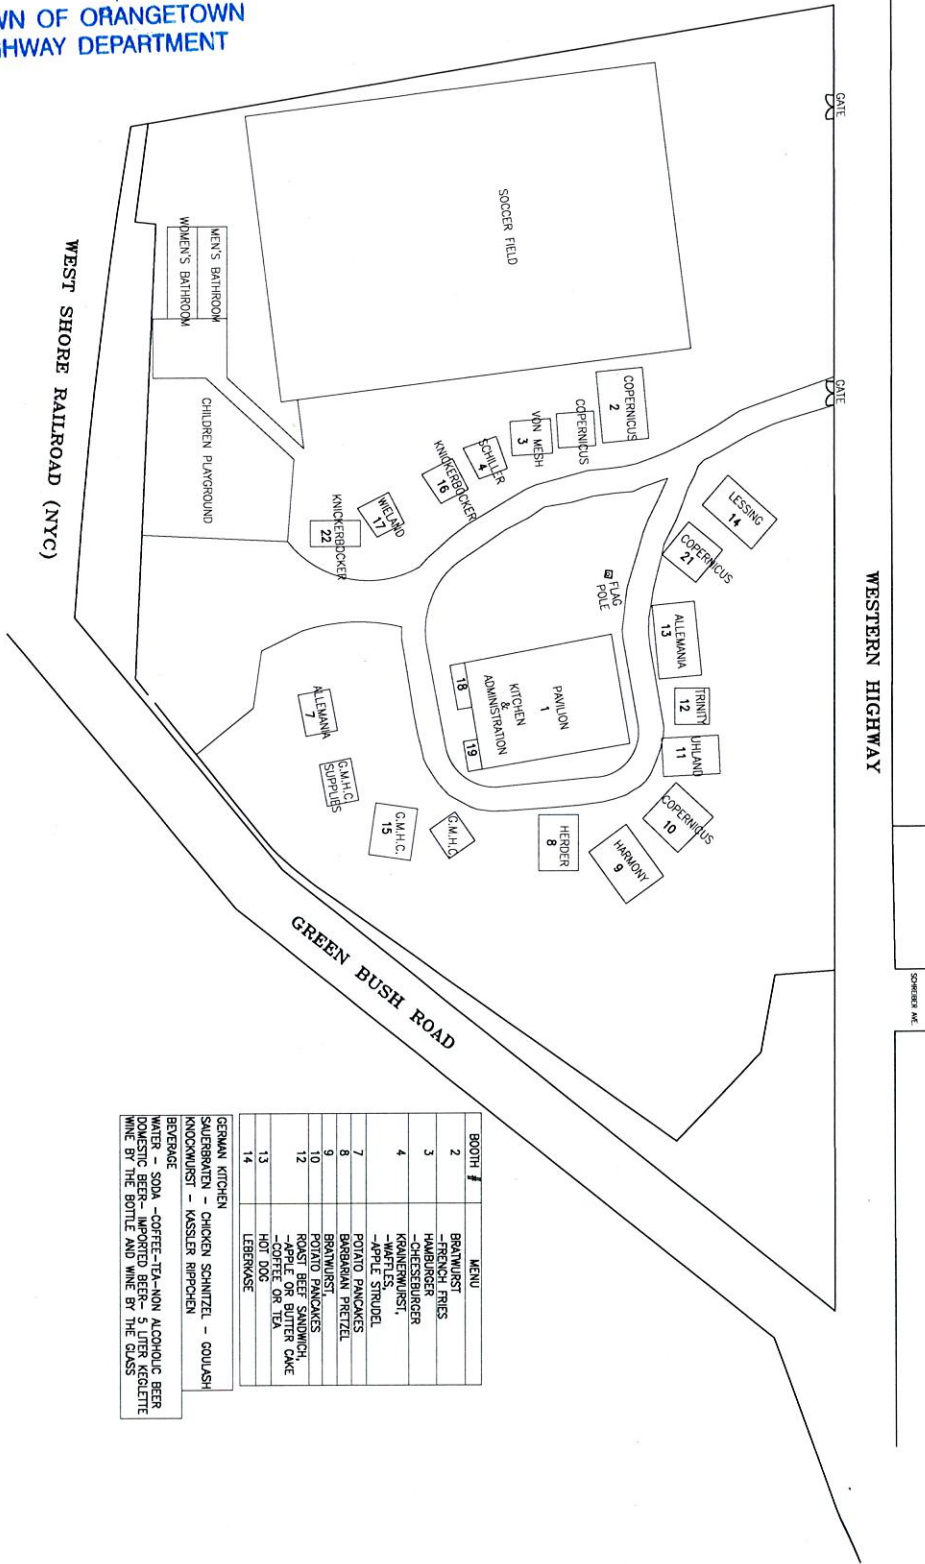 WN OF ORANGETOWN
HWAY DEPARTMENT
GATE
SOCCER FIELD
MEN'S BATHROOM
WOMEN'S BATHROOM
WEST SHORE RAILROAD (NYC)
CHILDREN PLAYGROUND
GATE
COPERNICUS
2
COPERNICUS
VON MESH
3
SCHILLER
4
KNICKERBOCKER
16
WIELAND
17
KNICKERBOCKER
22
LESSING
14
COPERNICUS
21
FLAG
POLE
ALLEMANIA
13
TRINITY
12
UHLAND
11
COPERNICUS
10
HARMONY
9
HERDER
8
PAVILION
1
KITCHEN
&
ADMINISTRATION
18
19
ALLEMANIA
7
G.M.H.C.
SUPPLIES
G.M.H.C.
15
G.M.H.C.
WESTERN HIGHWAY
SCHREIBER AVE.
GREEN BUSH ROAD
BOOTH # MENU
2 BRATWURST
-FRENCH FRIES
3 HAMBURGER
-CHEESEBURGER
4 KRAINERWURST,
-WAFFLES,
-APPLE STRUDEL
7 POTATO PANCAKES
8 BARBARIAN PRETZEL
9 BRATWURST,
10 POTATO PANCAKES
12 ROAST BEEF SANDWICH,
-APPLE OR BUTTER CAKE
-COFFEE OR TEA
13 HOT DOG
14 LEBERKASE
GERMAN KITCHEN
SAUERBRATEN - CHICKEN SCHNITZEL - GOULASH
KNOCKWURST - KASSLER RIPPCHEN
BEVERAGE
WATER - SODA -COFFEE-TEA-NON ALCOHOLIC BEER
DOMESTIC BEER- IMPORTED BEER- 5 LITER KEGLETTE
WINE BY THE BOTTLE AND WINE BY THE GLASS